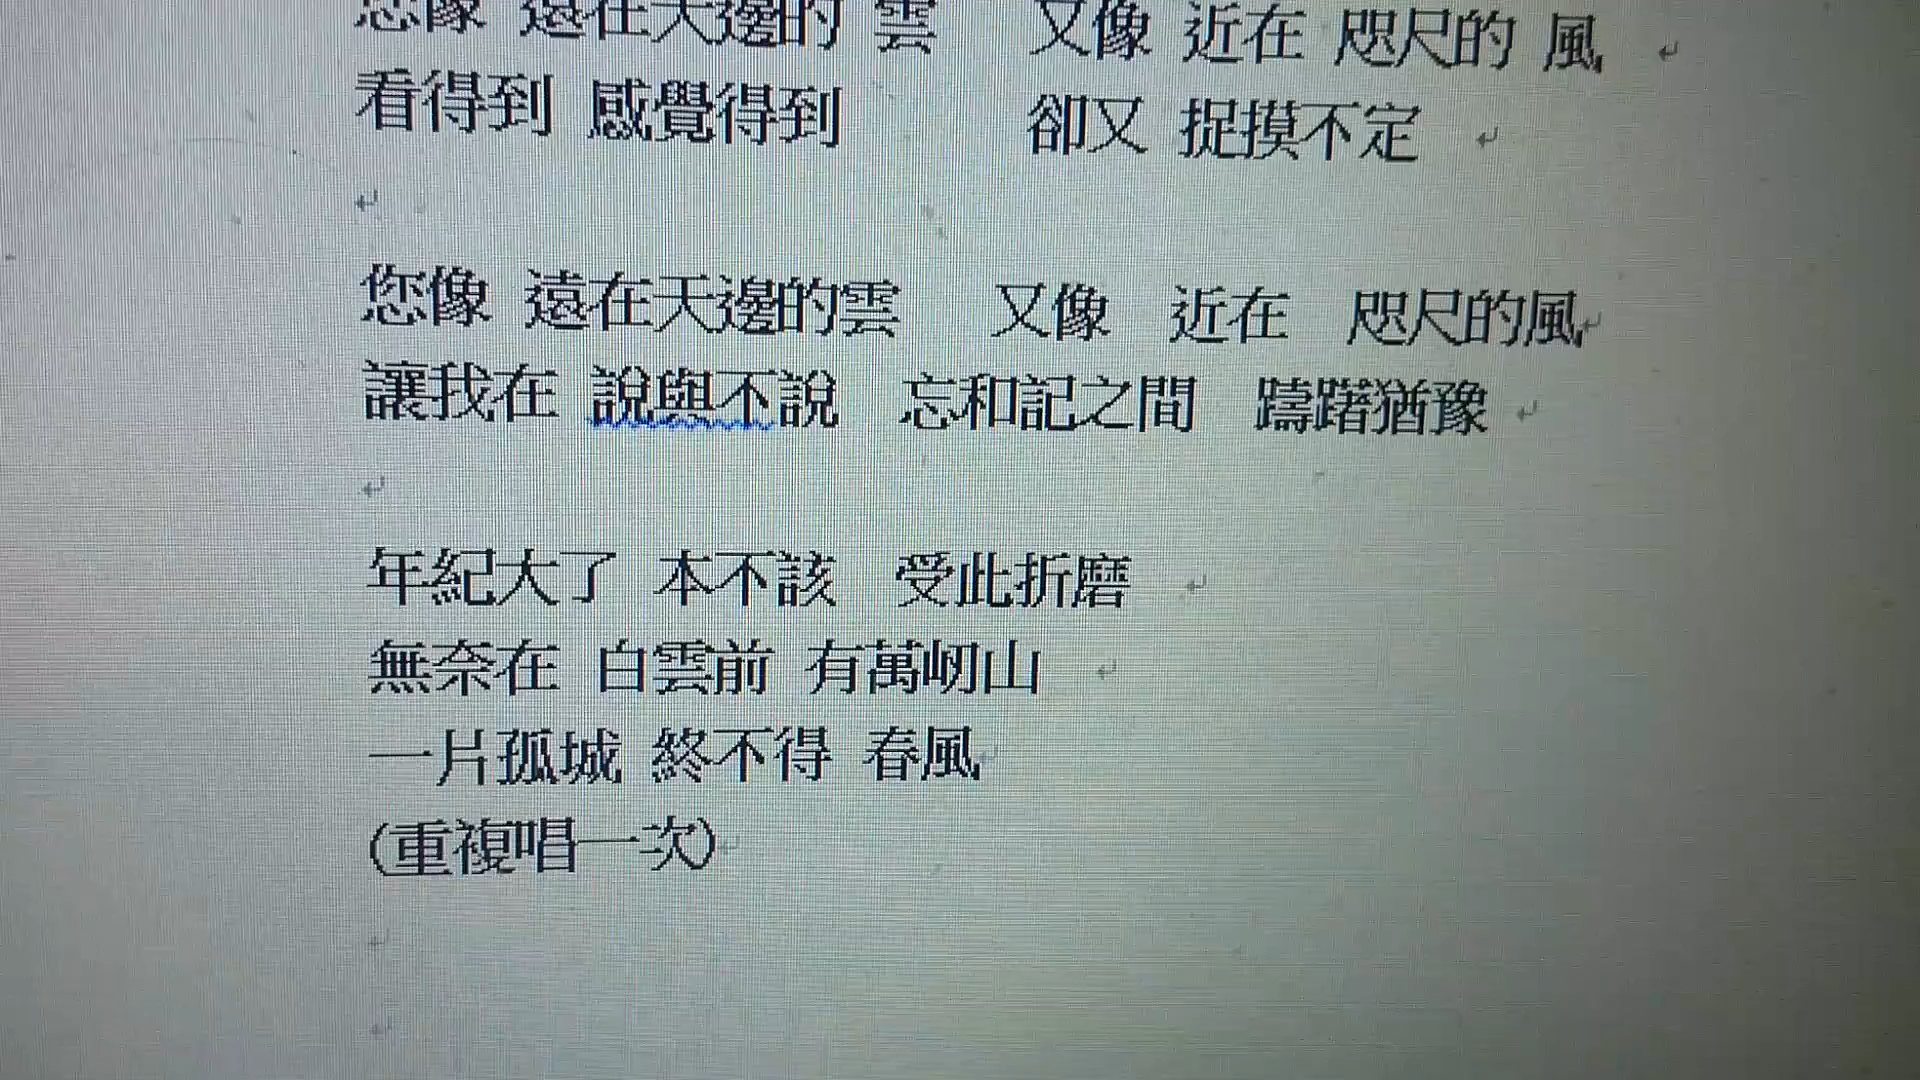 您像 遠在天邊的 雲 又像 近在 咫尺的 風
看得到 感覺得到 卻又 捉摸不定
您像 遠在天邊的雲 又像 近在 咫尺的風
讓我在 說與不說 忘和記之間 躊躇猶豫
年紀大了 本不該 受此折磨
無奈在 白雲前 有萬屻山
一片孤城 終不得 春風
(重複唱一次)